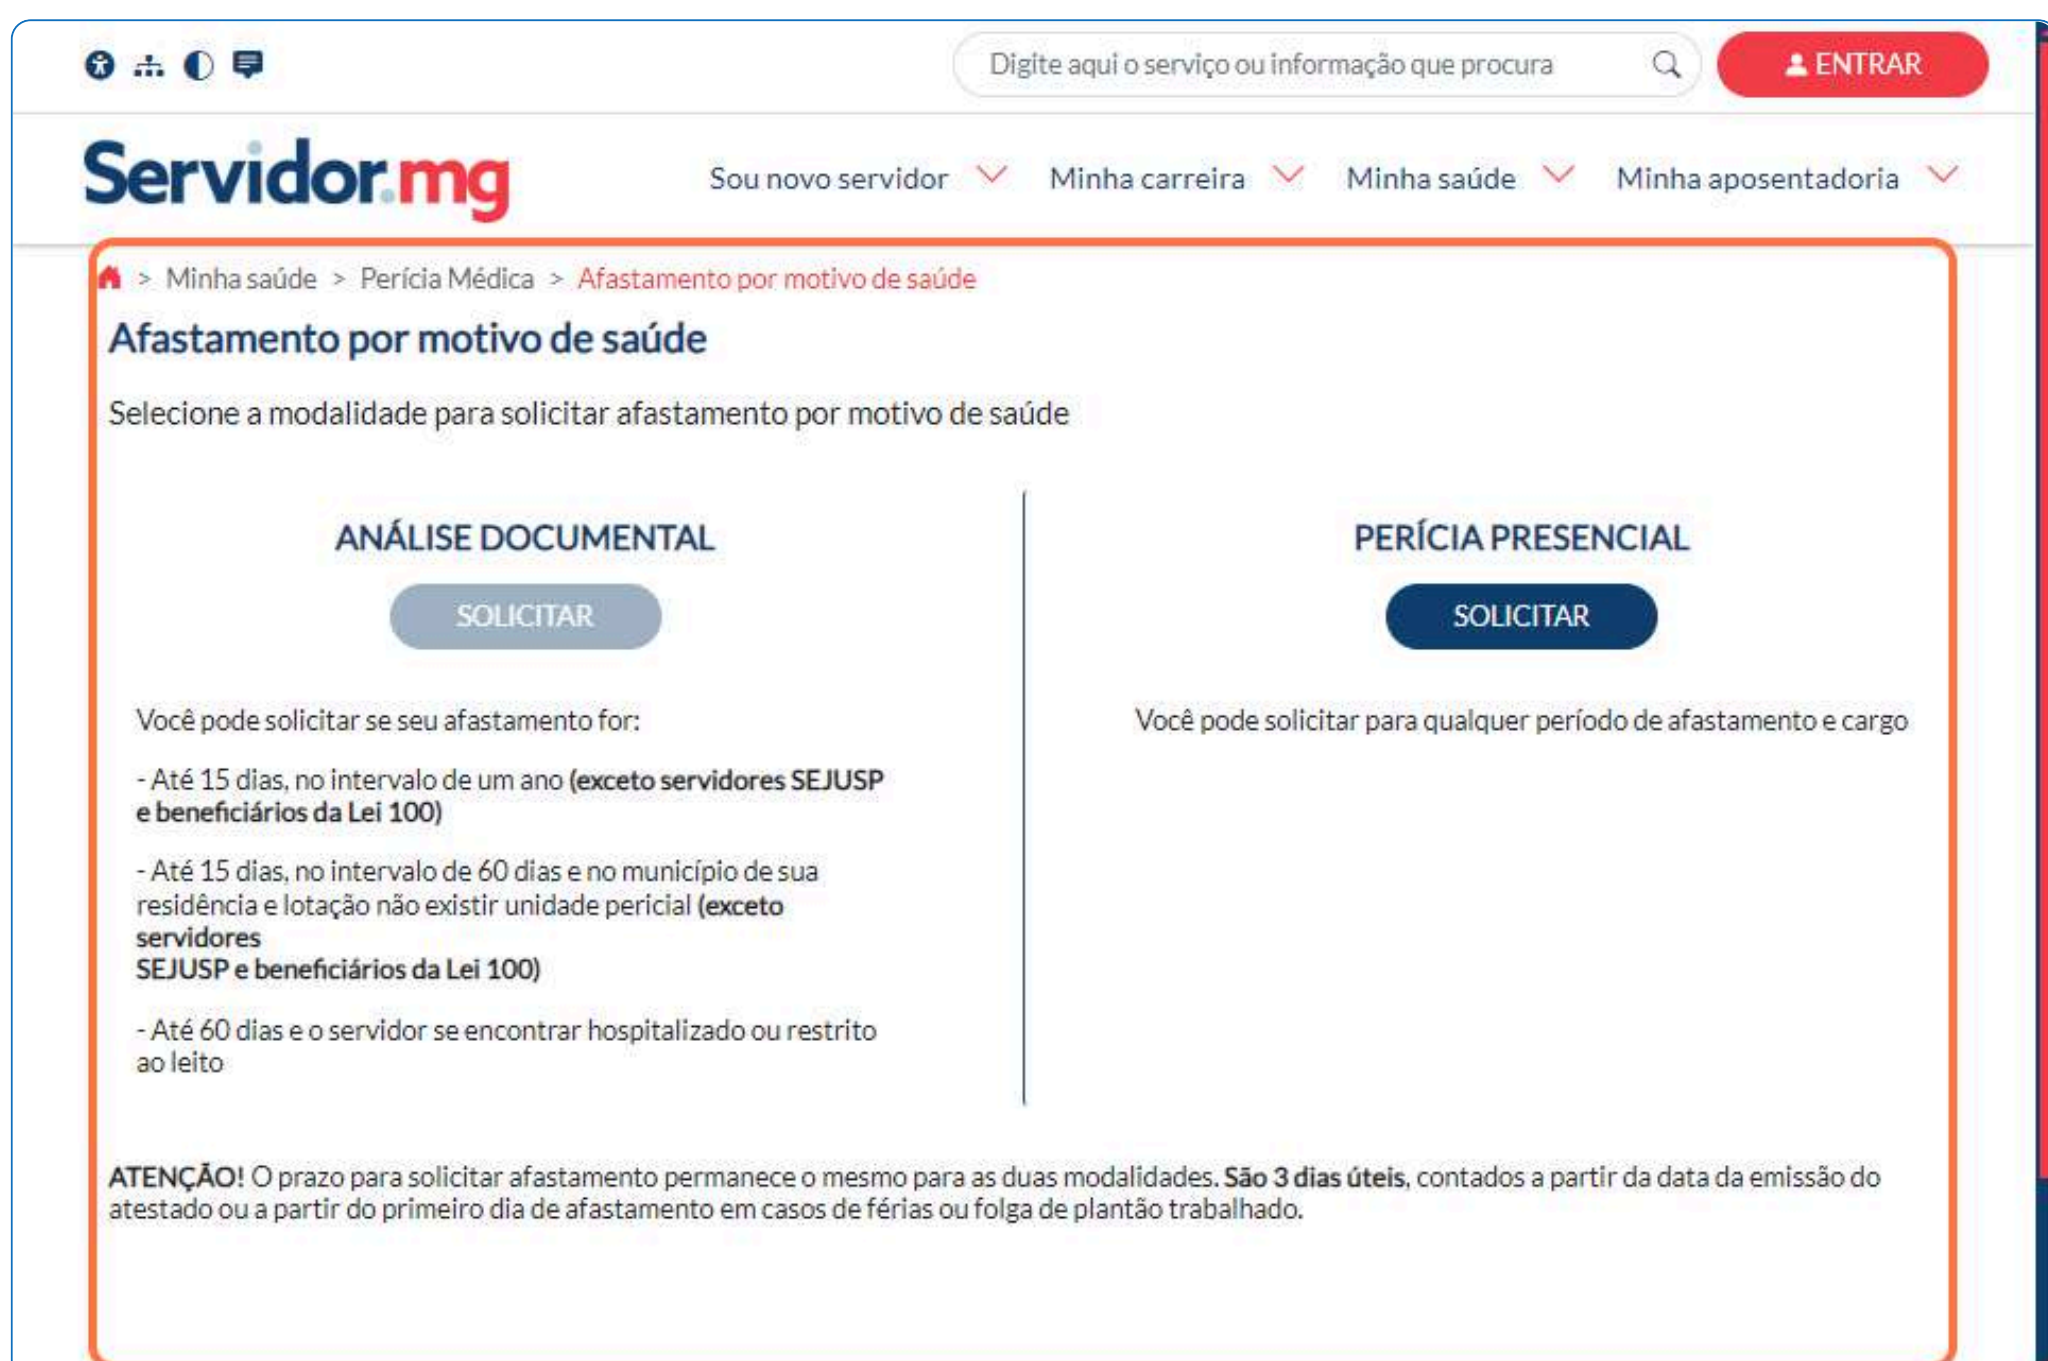 Digite aqui o serviço ou informação que procura
ENTRAR
Servidor.mg
Sou novo servidor
Minha carreira
Minha saúde
Minha aposentadoria
> Minha saúde > Perícia Médica > Afastamento por motivo de saúde
Afastamento por motivo de saúde
Selecione a modalidade para solicitar afastamento por motivo de saúde
ANÁLISE DOCUMENTAL
SOLICITAR
Você pode solicitar se seu afastamento for:
- Até 15 dias, no intervalo de um ano (exceto servidores SEJUSP
e beneficiários da Lei 100)
- Até 15 dias, no intervalo de 60 dias e no município de sua
residência e lotação não existir unidade pericial (exceto
servidores
SEJUSP e beneficiários da Lei 100)
- Até 60 dias e o servidor se encontrar hospitalizado ou restrito
ao leito
PERÍCIA PRESENCIAL
SOLICITAR
Você pode solicitar para qualquer período de afastamento e cargo
ATENÇÃO! O prazo para solicitar afastamento permanece o mesmo para as duas modalidades. São 3 dias úteis, contados a partir da data da emissão do
atestado ou a partir do primeiro dia de afastamento em casos de férias ou folga de plantão trabalhado.